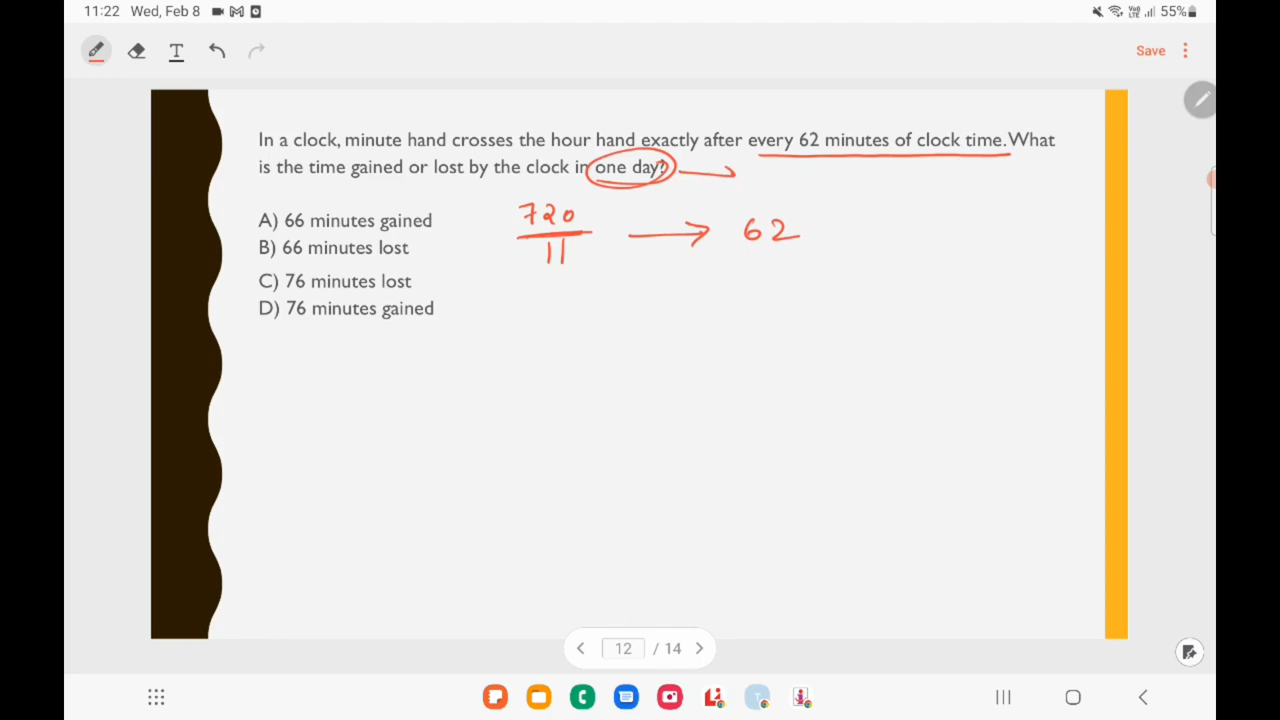 11:22 Wed, Feb 8
Vo)) LTE 55%
T Save
In a clock, minute hand crosses the hour hand exactly after every 62 minutes of clock time. What
is the time gained or lost by the clock in one day?
A) 66 minutes gained
B) 66 minutes lost
C) 76 minutes lost
D) 76 minutes gained
720
11
62
12 / 14